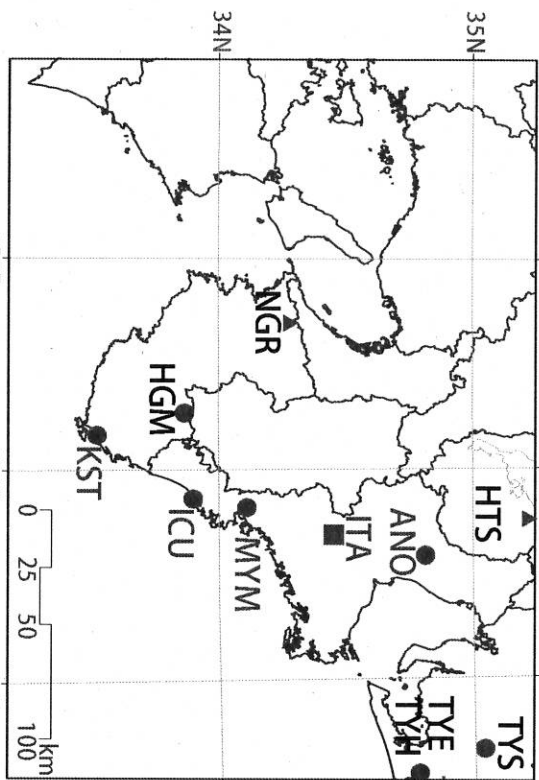 34N
35N
NGR
HGM
KST
ICU
MYM
ITA
ANO
HTS
TYS
TYE
TYH
0 25 50 100
km